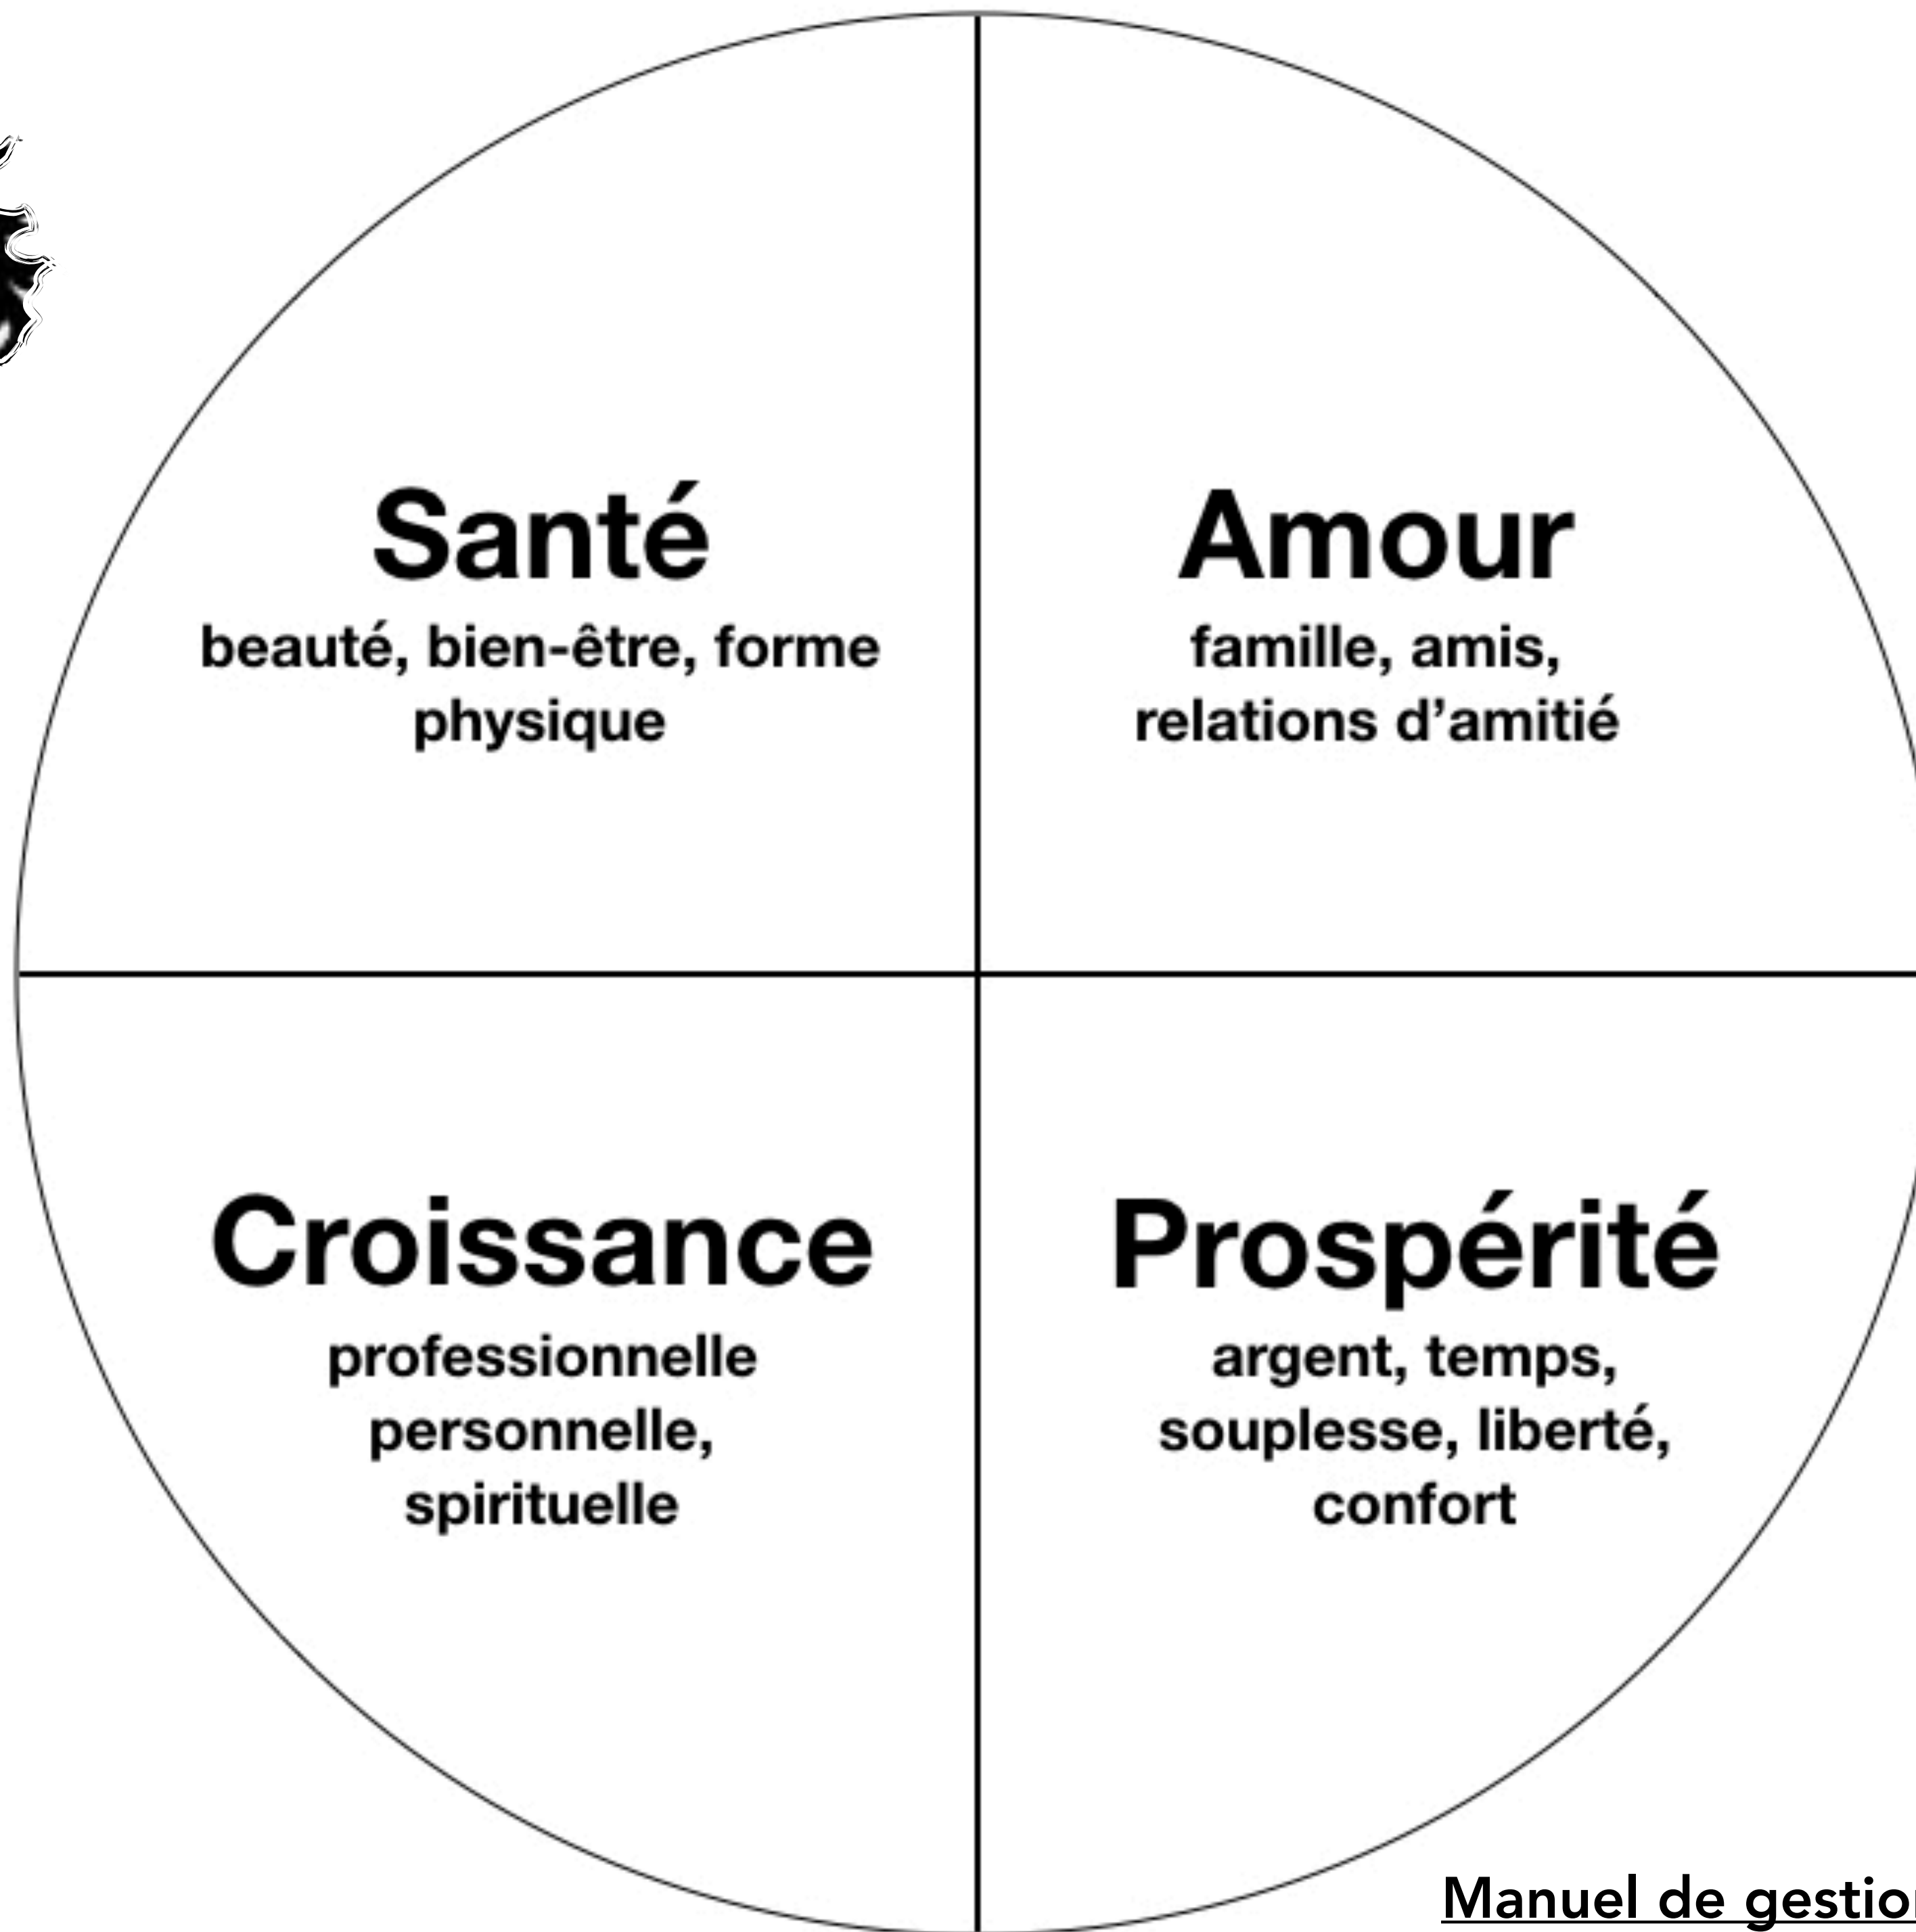 Santé
beauté, bien-être, forme
physique
Amour
famille, amis,
relations d’amitié
Croissance
professionnelle
personnelle,
spirituelle
Prospérité
argent, temps,
souplesse, liberté,
confort
Manuel de gestio